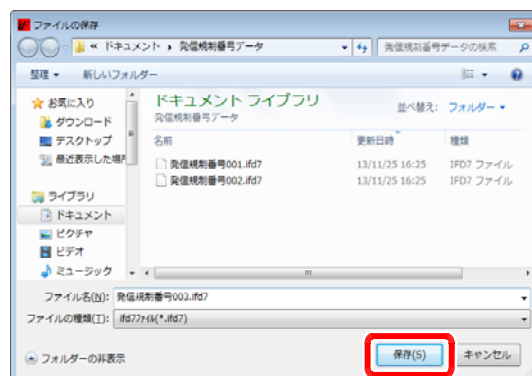 ファイルの保存
« ドキュメント ▸ 発信規制番号データ
発信規制番号データの検索
整理 ▼ 新しいフォルダー
お気に入り
ダウンロード
デスクトップ
最近表示した場所
ライブラリ
ドキュメント
ピクチャ
ビデオ
ミュージック
ドキュメント ライブラリ
発信規制番号データ
並べ替え: フォルダー ▼
名前 更新日時 種類
発信規制番号001.ifd7 13/11/25 16:25 IFD7 ファイル
発信規制番号002.ifd7 13/11/25 16:25 IFD7 ファイル
ファイル名(N): 発信規制番号003.ifd7
ファイルの種類(T): ifd7ファイル(*.ifd7)
フォルダーの非表示
保存(S) キャンセル